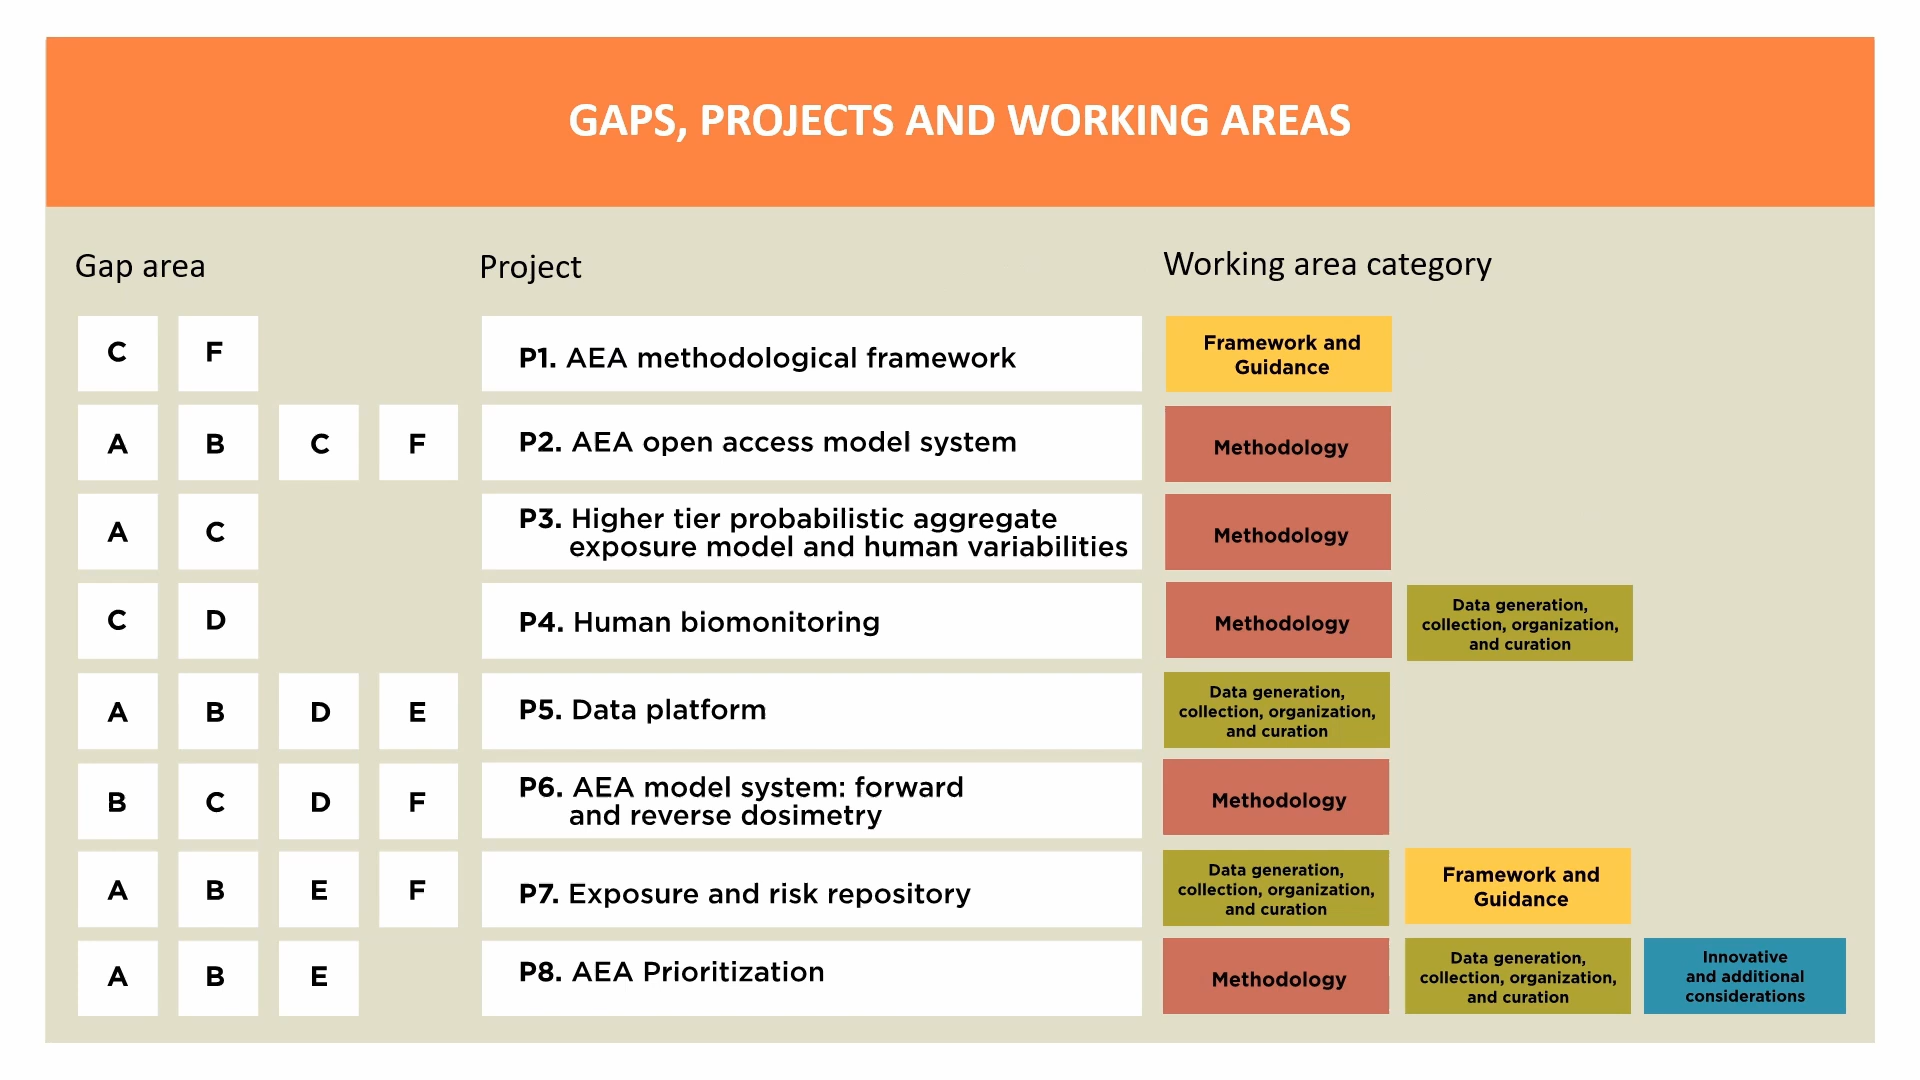 GAPS, PROJECTS AND WORKING AREAS
Gap area
Project
Working area category
C F
P1. AEA methodological framework
Framework and
Guidance
A B C F
P2. AEA open access model system
Methodology
A C
P3. Higher tier probabilistic aggregate
exposure model and human variabilities
Methodology
C D
P4. Human biomonitoring
Methodology
Data generation,
collection, organization,
and curation
A B D E
P5. Data platform
Data generation,
collection, organization,
and curation
B C D F
P6. AEA model system: forward
and reverse dosimetry
Methodology
A B E F
P7. Exposure and risk repository
Data generation,
collection, organization,
and curation
Framework and
Guidance
A B E
P8. AEA Prioritization
Methodology
Data generation,
collection, organization,
and curation
Innovative
and additional
considerations